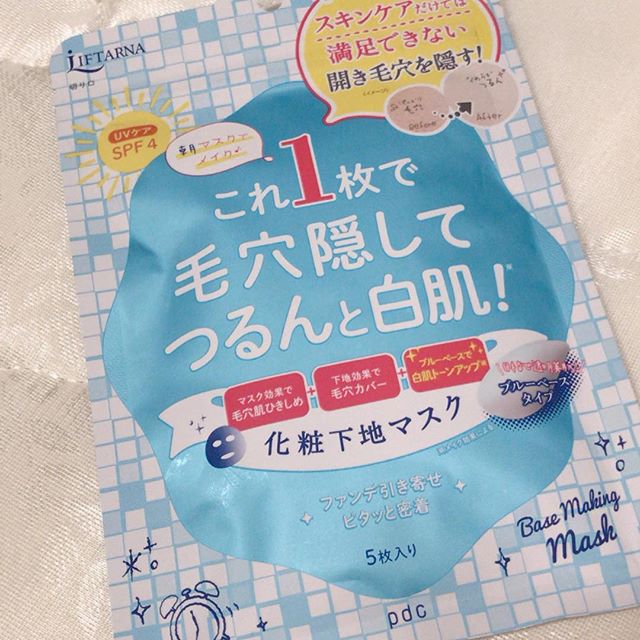 LIFTARNA
スキンケアだけでは
満足できない
開き毛穴を隠す!
Before
After
UVケア
SPF4
朝マスクで
メイク♪
これ1枚で
毛穴隠して
つるんと白肌!
マスク効果で
毛穴肌ひきしめ
+
下地効果で
毛穴カバー
+
ブルーベースで
白肌トーンアップ
ブルーベース
タイプ
化粧下地マスク
ファンデ引き寄せ
ピタッと密着
5枚入り
Base Making
Mask
pdc